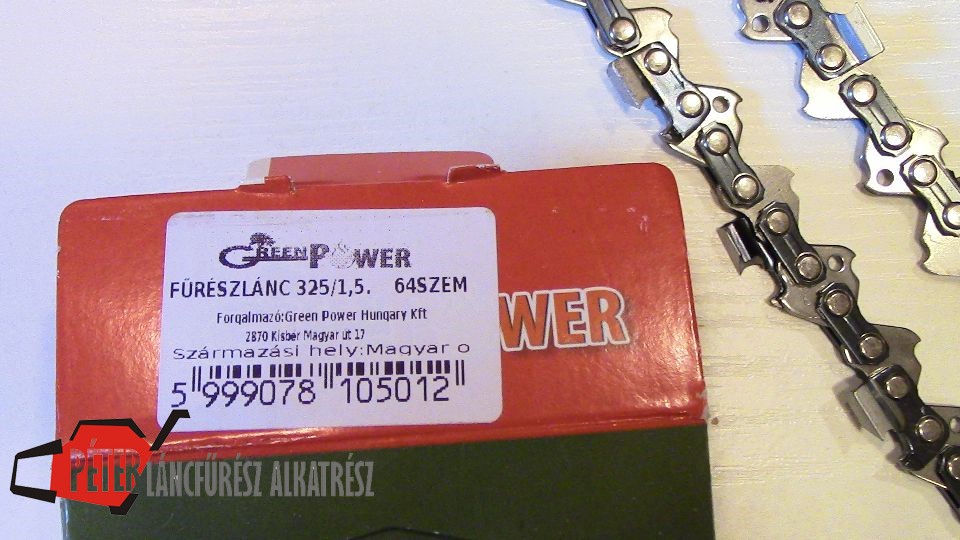 GREEN POWER
FŰRÉSZLÁNC 325/1,5. 64SZEM
Forgalmazó:Green Power Hungary Kft
2870 Kisbér Magyar út 17
Származási hely:Magyar o
5 999078 105012
WER
PÉTER LÁNCFŰRÉSZ ALKATRÉSZ